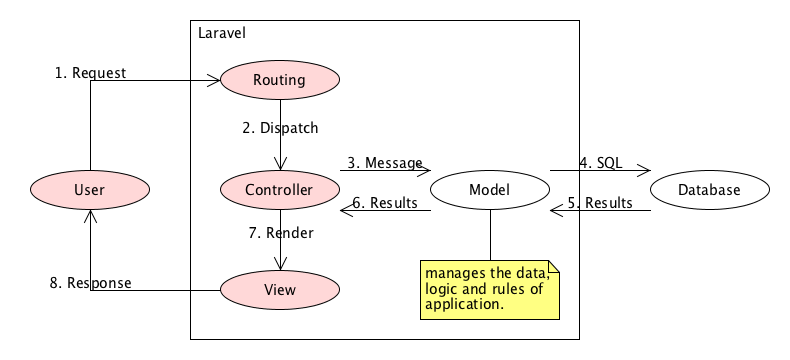 Laravel
1. Request
Routing
2. Dispatch
3. Message
4. SQL
User
Controller
Model
Database
6. Results
5. Results
7. Render
manages the data,
logic and rules of
application.
8. Response
View